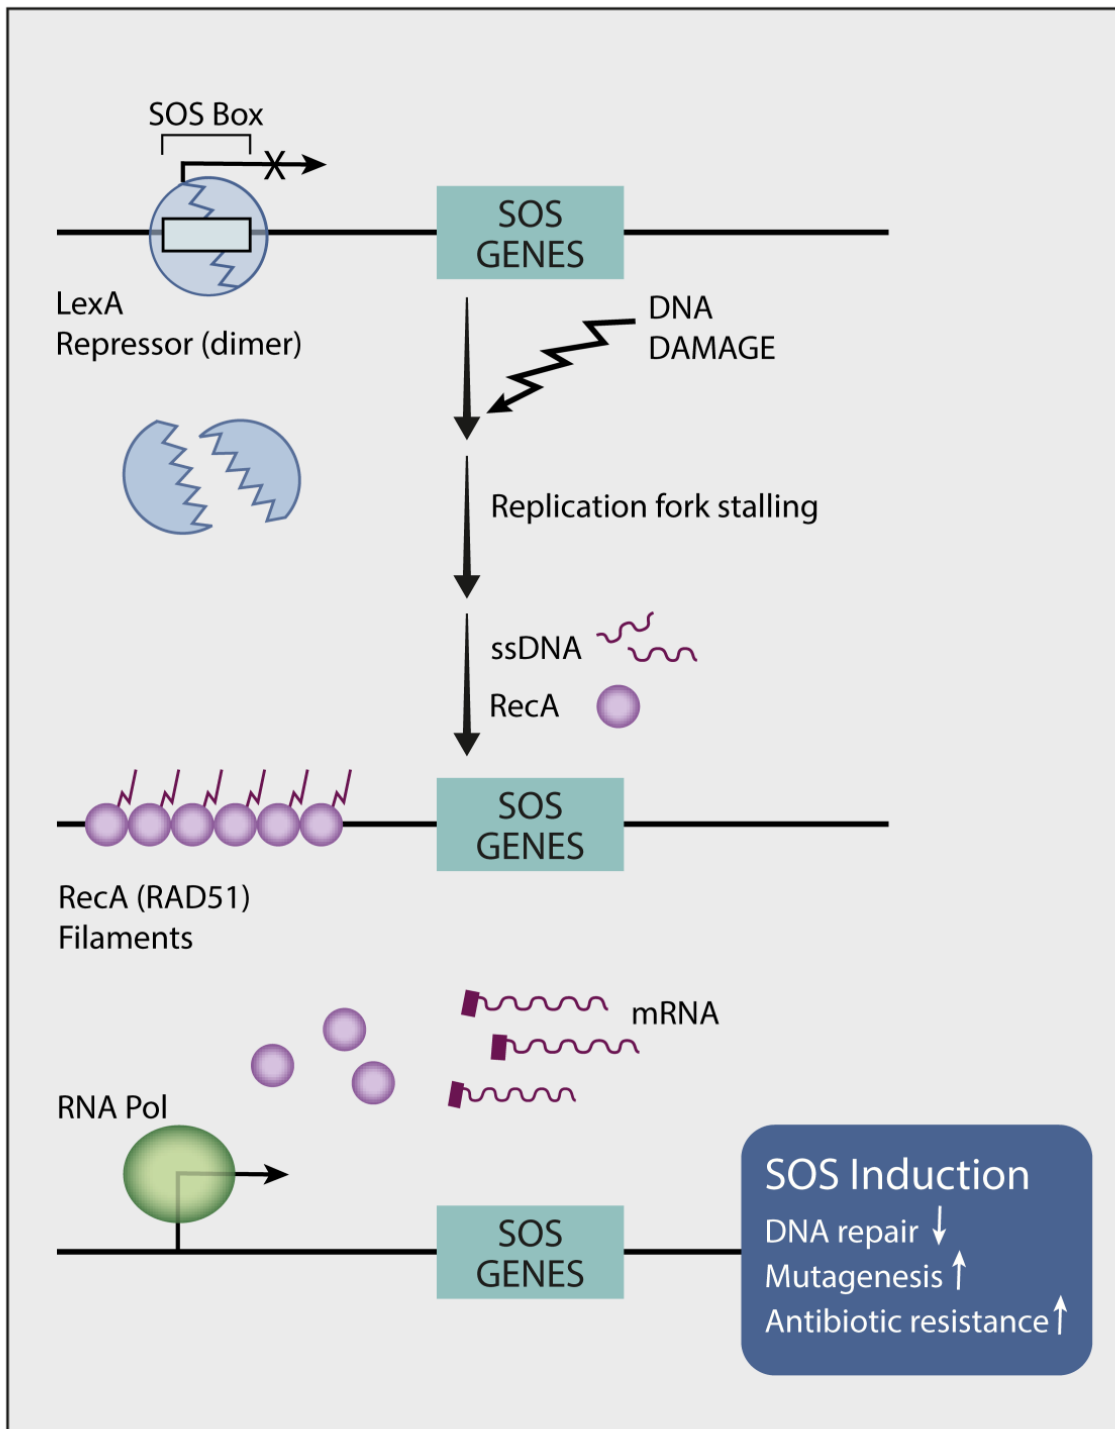 SOS Box
X
SOS
GENES
LexA
Repressor (dimer)
DNA
DAMAGE
Replication fork stalling
ssDNA
RecA
SOS
GENES
RecA (RAD51)
Filaments
mRNA
RNA Pol
SOS Induction
DNA repair ↓
Mutagenesis ↑
Antibiotic resistance ↑
SOS
GENES